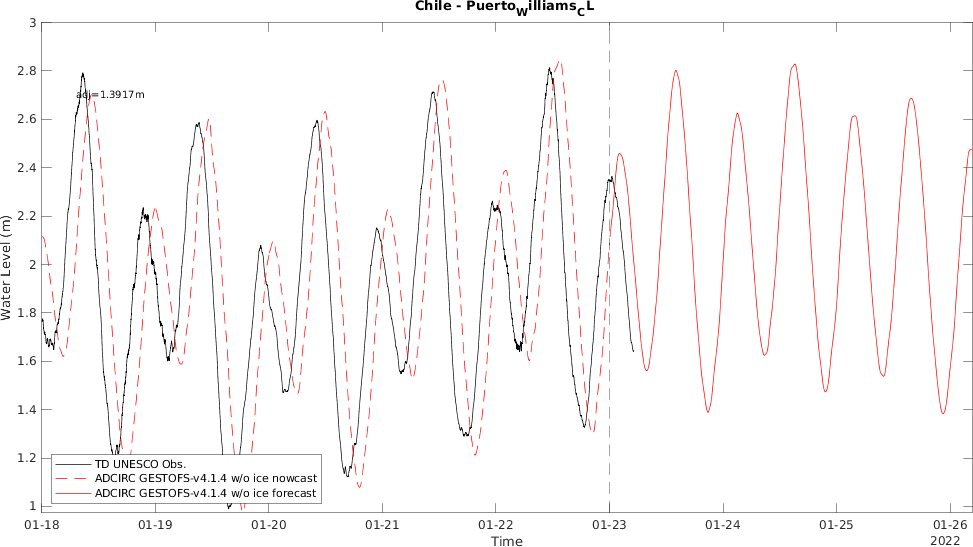 Chile - PuertoWilliamsCL
3
2.8
2.6
2.4
2.2
2
1.8
1.6
1.4
1.2
1
Water Level (m)
adj=1.3917m
TD UNESCO Obs.
ADCIRC GESTOFS-v4.1.4 w/o ice nowcast
ADCIRC GESTOFS-v4.1.4 w/o ice forecast
01-18 01-19 01-20 01-21 01-22 01-23 01-24 01-25 01-26
Time 2022